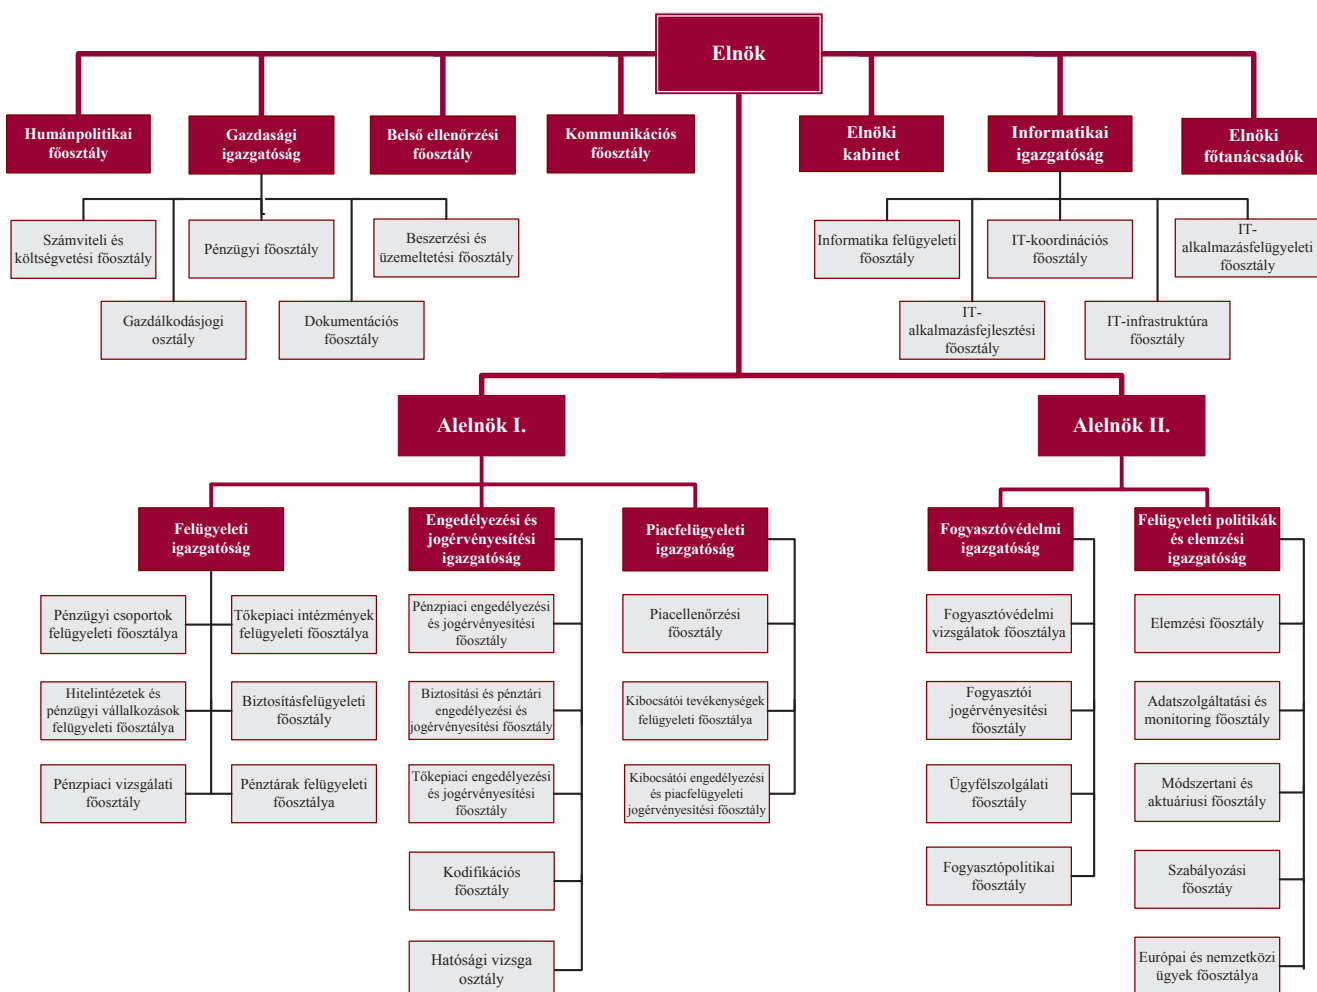 Elnök
Humánpolitikai
főosztály
Gazdasági
igazgatóság
Belső ellenőrzési
főosztály
Kommunikációs
főosztály
Elnöki
kabinet
Informatikai
igazgatóság
Elnöki
főtanácsadók
Számviteli és
költségvetési főosztály
Pénzügyi főosztály
Beszerzési és
üzemeltetési főosztály
Informatika felügyeleti
főosztály
IT-koordinációs
főosztály
IT-
alkalmazásfelügyeleti
főosztály
Gazdálkodásjogi
osztály
Dokumentációs
főosztály
IT-
alkalmazásfejlesztési
főosztály
IT-infrastruktúra
főosztály
Alelnök I.
Alelnök II.
Felügyeleti
igazgatóság
Engedélyezési és
jogérvényesítési
igazgatóság
Piacfelügyeleti
igazgatóság
Fogyasztóvédelmi
igazgatóság
Felügyeleti politikák
és elemzési
igazgatóság
Pénzügyi csoportok
felügyeleti főosztálya
Tőkepiaci intézmények
felügyeleti főosztálya
Pénzpiaci engedélyezési
és jogérvényesítési
főosztály
Piacellenőrzési
főosztály
Fogyasztóvédelmi
vizsgálatok főosztálya
Elemzési főosztály
Hitelintézetek és
pénzügyi vállalkozások
felügyeleti főosztálya
Biztosításfelügyeleti
főosztály
Biztosítási és pénztári
engedélyezési és
jogérvényesítési főosztály
Kibocsátói tevékenységek
felügyeleti főosztálya
Fogyasztói
jogérvényesítési
főosztály
Adatszolgáltatási és
monitoring főosztály
Pénzpiaci vizsgálati
főosztály
Pénztárak felügyeleti
főosztálya
Tőkepiaci engedélyezési
és jogérvényesítési
főosztály
Kibocsátói engedélyezési
és piacfelügyeleti
jogérvényesítési főosztály
Ügyfélszolgálati
főosztály
Módszertani és
aktuáriusi főosztály
Kodifikációs
főosztály
Fogyasztópolitikai
főosztály
Szabályozási
főosztáy
Hatósági vizsga
osztály
Európai és nemzetközi
ügyek főosztálya